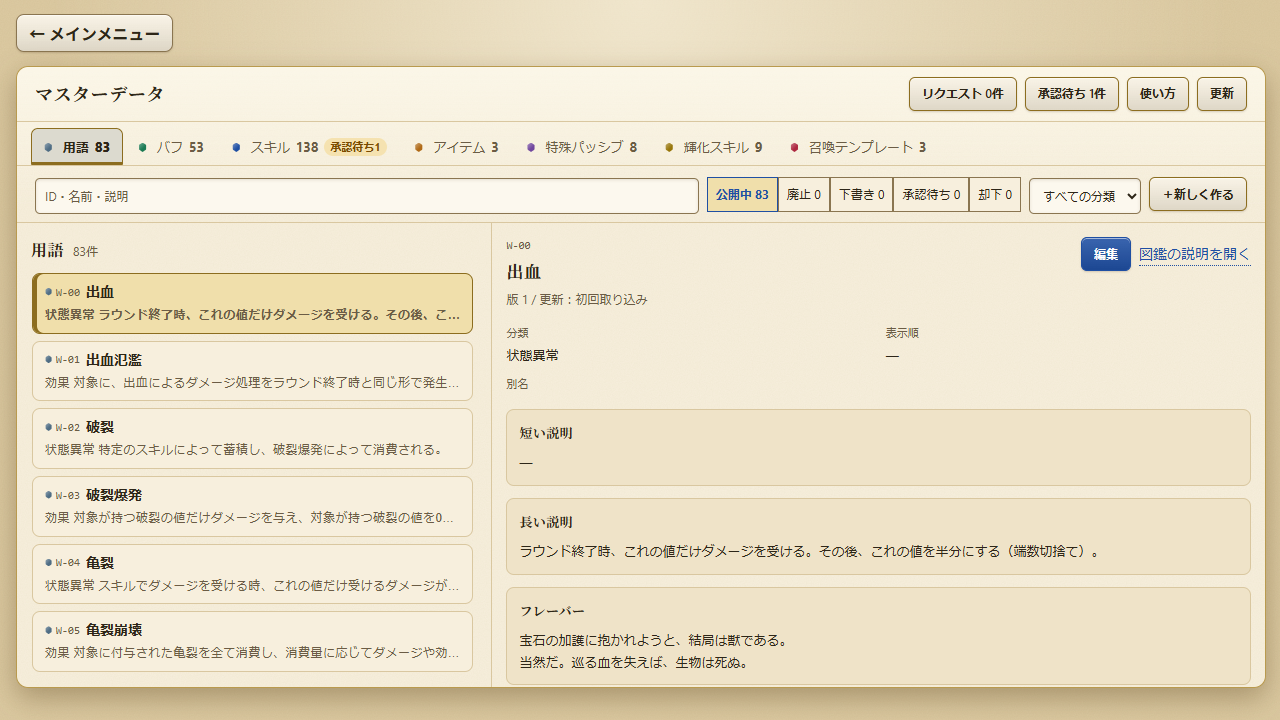 ← メインメニュー
マスターデータ
リクエスト 0件
承認待ち 1件
使い方
更新
用語 83
バフ 53
スキル 138 承認待ち1
アイテム 3
特殊パッシブ 8
輝化スキル 9
召喚テンプレート 3
ID・名前・説明
公開中 83
廃止 0
下書き 0
承認待ち 0
却下 0
すべての分類
+新しく作る
用語 83件
W-00 出血
状態異常 ラウンド終了時、これの値だけダメージを受ける。その後、こ…
W-01 出血氾濫
効果 対象に、出血によるダメージ処理をラウンド終了時と同じ形で発生…
W-02 破裂
状態異常 特定のスキルによって蓄積し、破裂爆発によって消費される。
W-03 破裂爆発
効果 対象が持つ破裂の値だけダメージを与え、対象が持つ破裂の値を0…
W-04 亀裂
状態異常 スキルでダメージを受ける時、これの値だけ受けるダメージが…
W-05 亀裂崩壊
効果 対象に付与された亀裂を全て消費し、消費量に応じてダメージや効…
W-00
出血
版 1 / 更新：初回取り込み
編集
図鑑の説明を開く
分類
状態異常
表示順
—
別名
短い説明
—
長い説明
ラウンド終了時、これの値だけダメージを受ける。その後、これの値を半分にする（端数切捨て）。
フレーバー
宝石の加護に抱かれようと、結局は獣である。
当然だ。巡る血を失えば、生物は死ぬ。